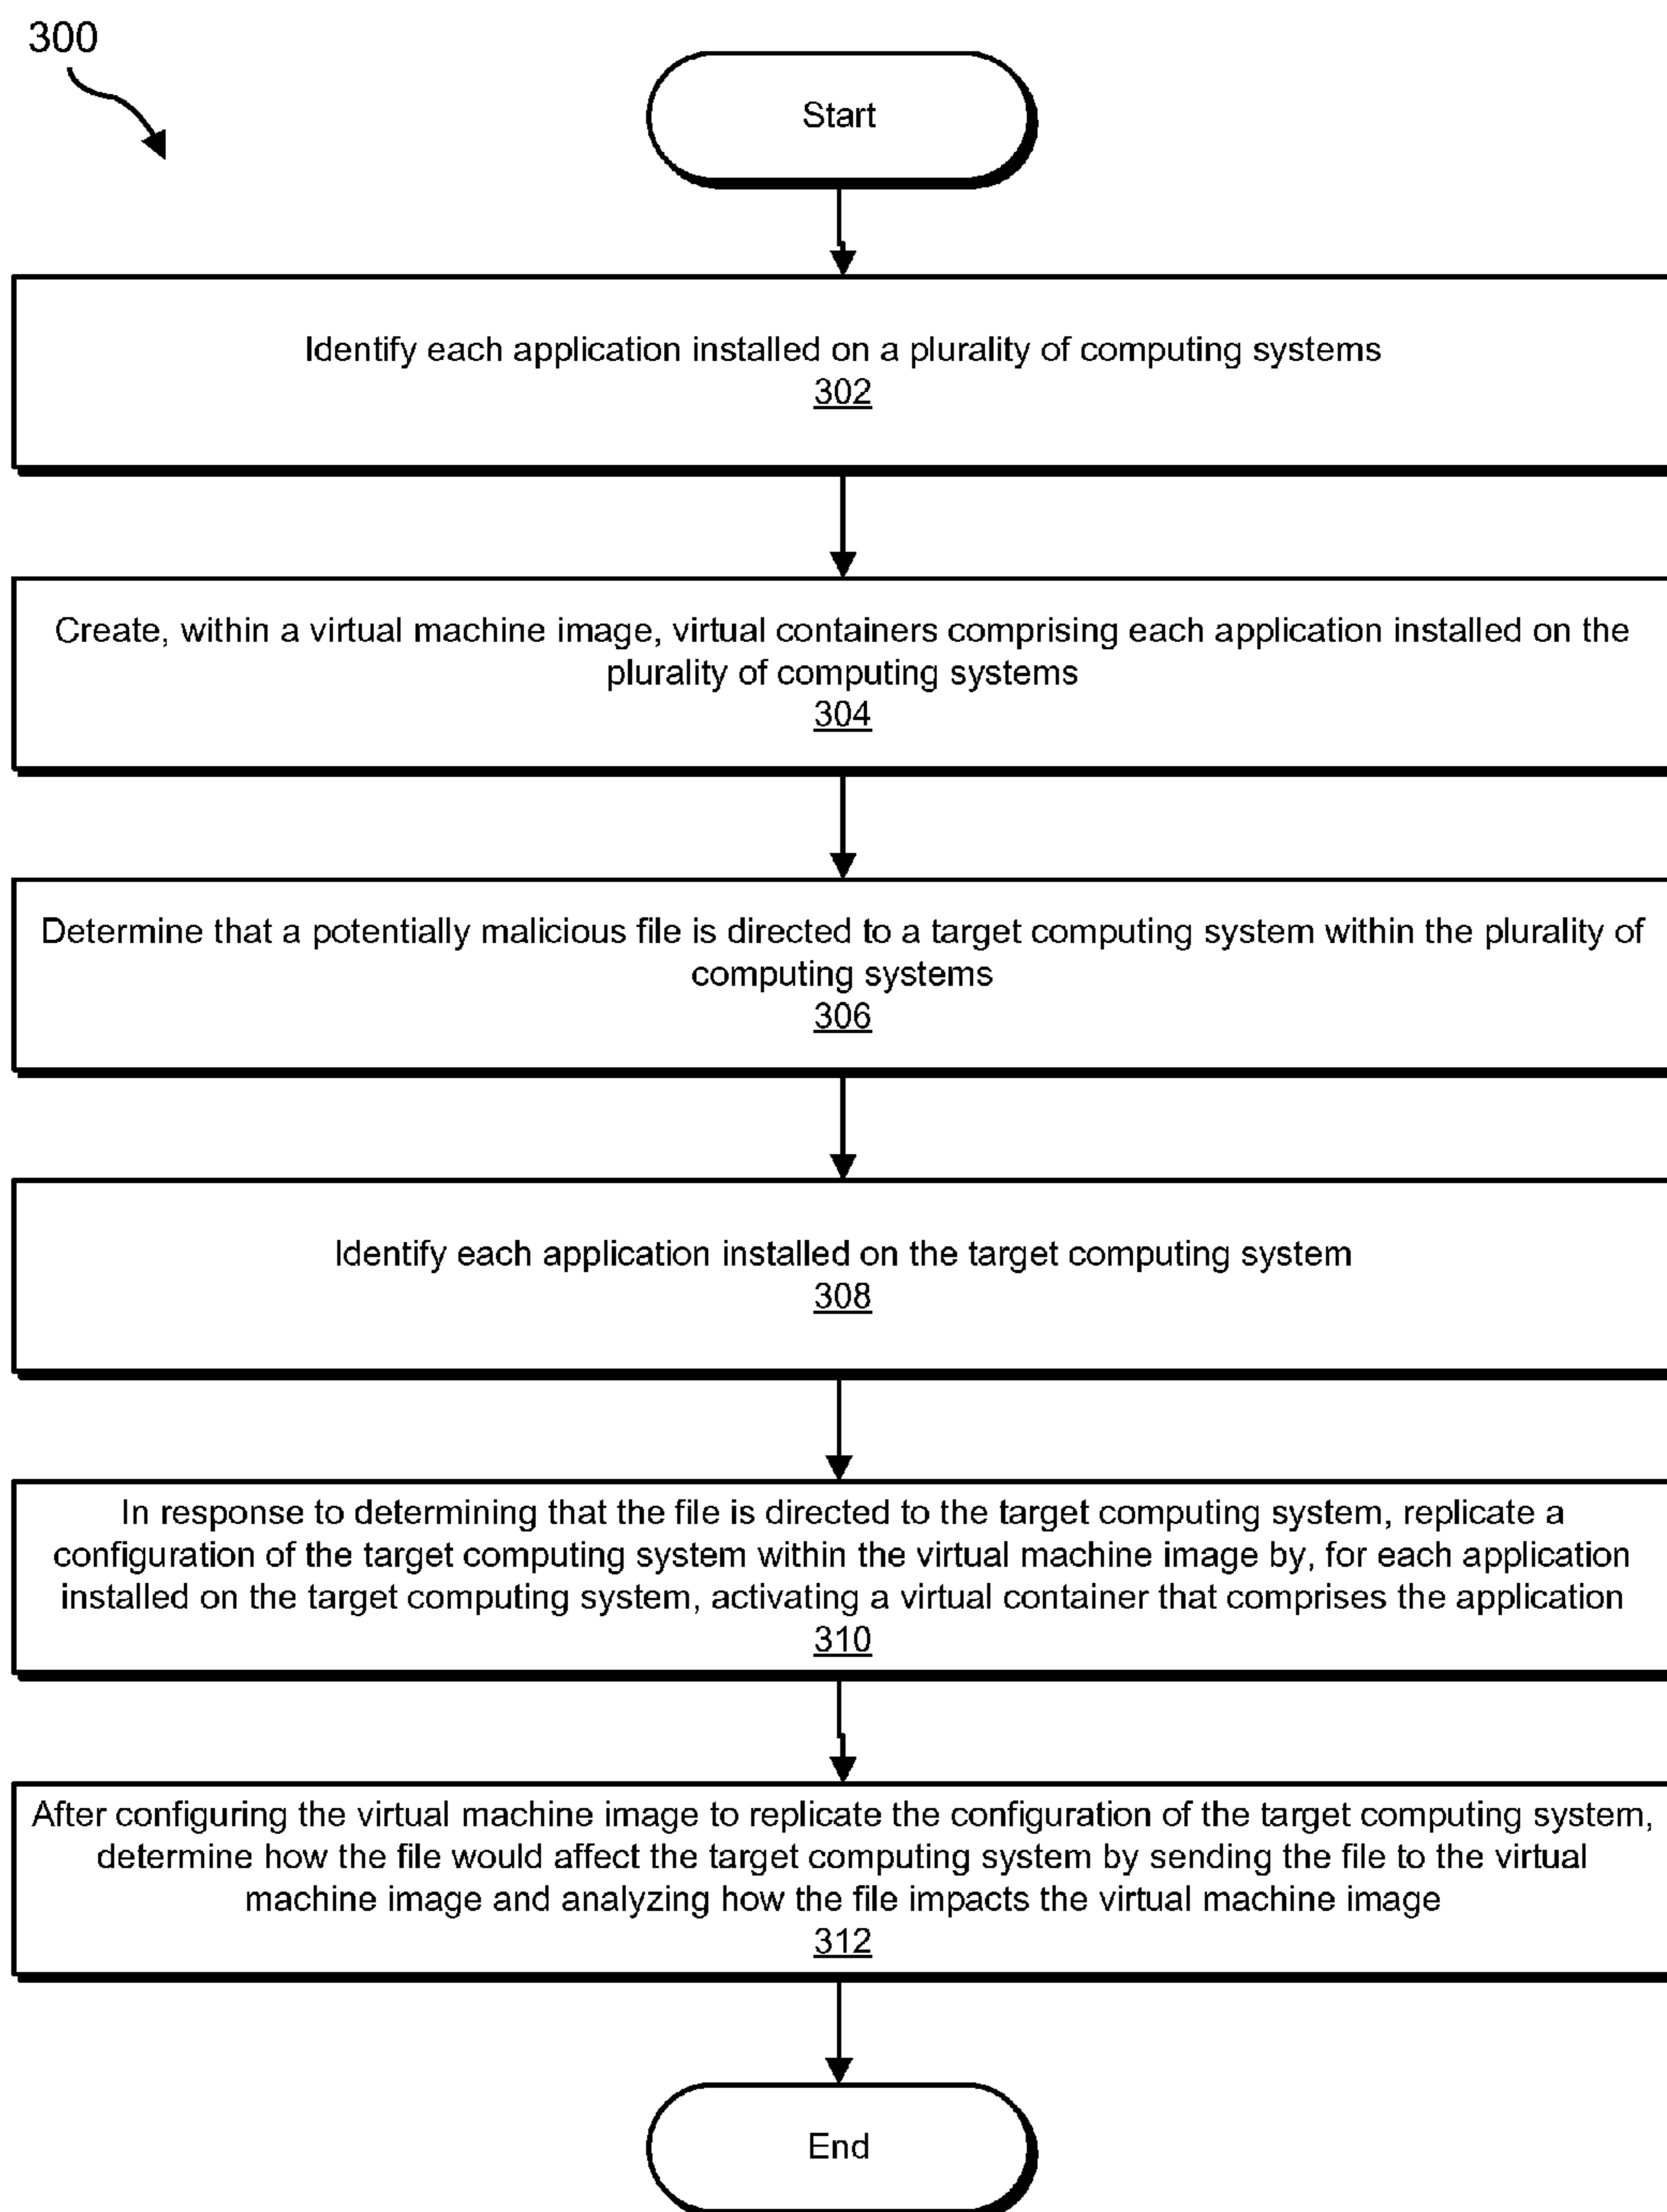 300
Start
Identify each application installed on a plurality of computing systems
302
Create, within a virtual machine image, virtual containers comprising each application installed on the
plurality of computing systems
304
Determine that a potentially malicious file is directed to a target computing system within the plurality of
computing systems
306
Identify each application installed on the target computing system
308
In response to determining that the file is directed to the target computing system, replicate a
configuration of the target computing system within the virtual machine image by, for each application
installed on the target computing system, activating a virtual container that comprises the application
310
After configuring the virtual machine image to replicate the configuration of the target computing system,
determine how the file would affect the target computing system by sending the file to the virtual
machine image and analyzing how the file impacts the virtual machine image
312
End